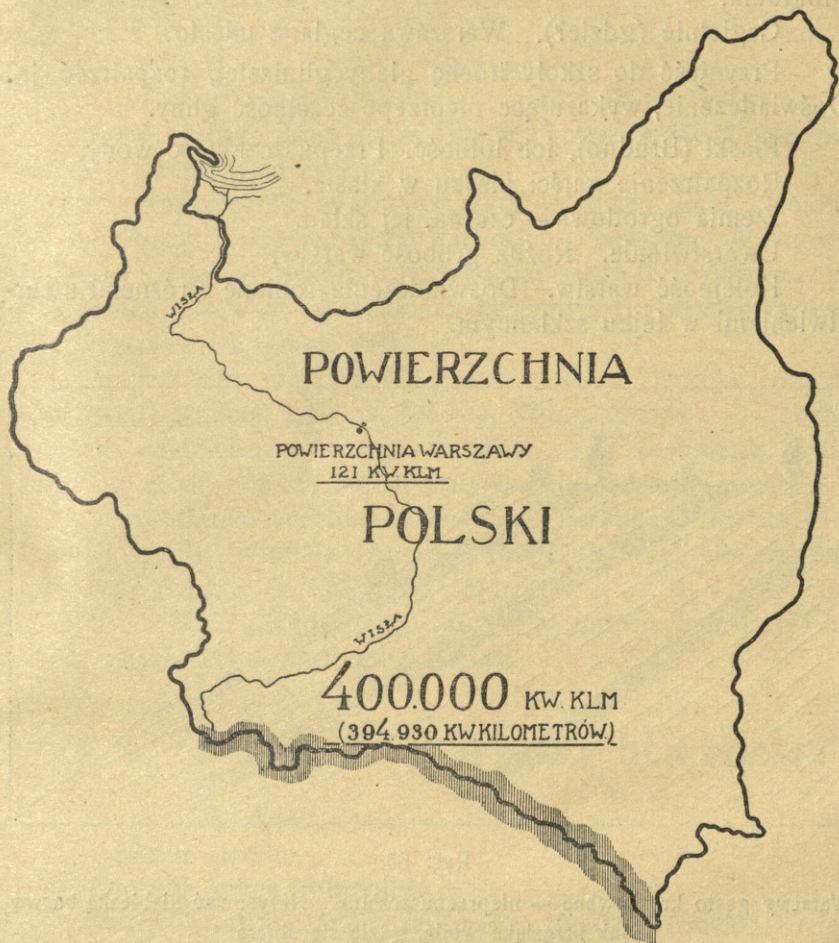 WISŁA
POWIERZCHNIA
POWIERZCHNIA WARSZAWY
121 KW. KLM
POLSKI
WISŁA
400.000 KW. KLM
(394.930 KW KILOMETRÓW.)